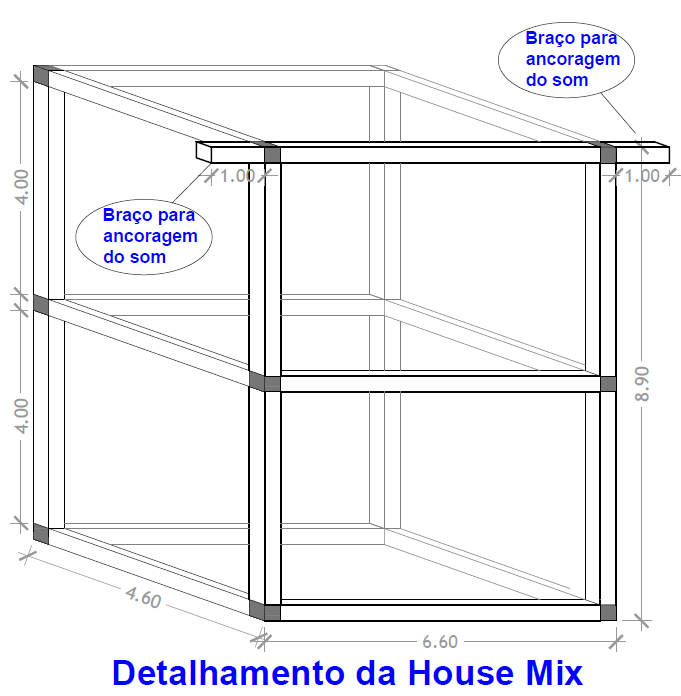 Braço para
ancoragem
do som
1.00
1.00
4.00
Braço para
ancoragem
do som
8.90
4.00
4.60
6.60
Detalhamento da House Mix